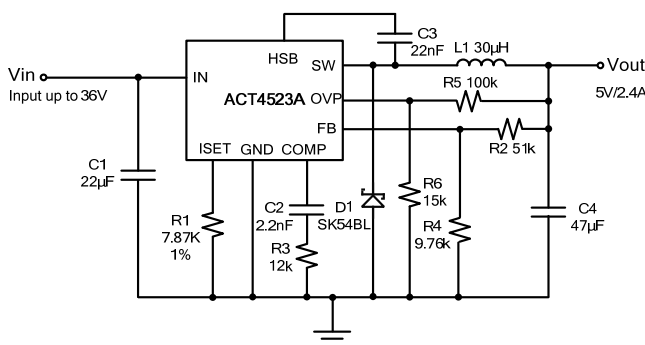 C3
22nF
HSB
SW
L1 30μH
Vin
IN
Vout
Input up to 36V
ACT4523A
OVP
R5 100k
5V/2.4A
FB
R2 51k
ISET
GND
COMP
C1
22μF
R1
7.87K
1%
C2
2.2nF
D1
SK54BL
R6
15k
R4
9.76k
C4
47μF
R3
12k